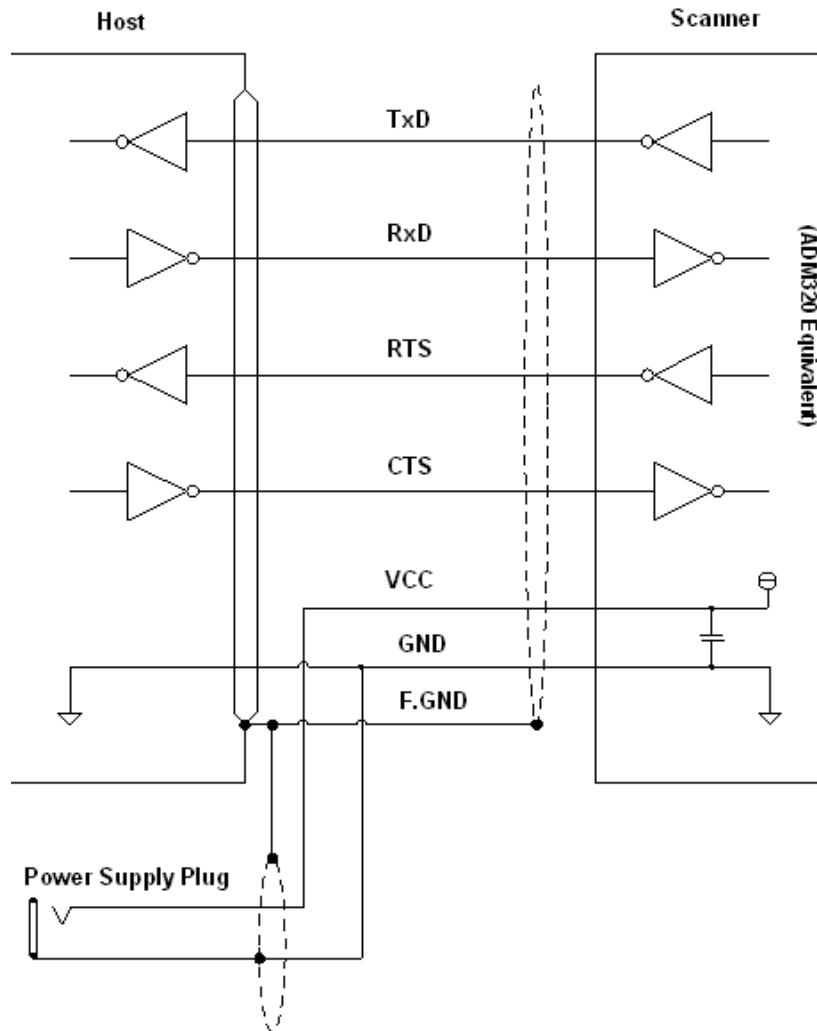 Host
Scanner
TxD
RxD
RTS
CTS
VCC
GND
F.GND
(ADM320 Equivalent)
Power Supply Plug